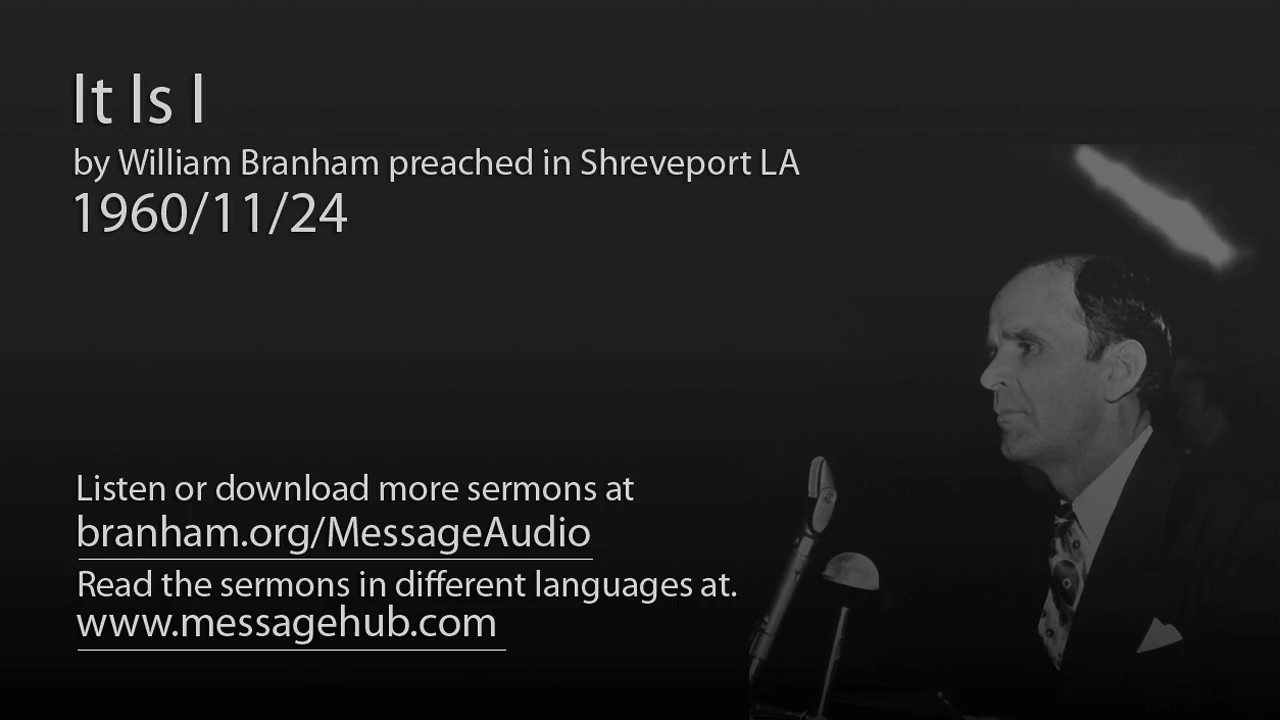 It Is I
by William Branham preached in Shreveport LA
1960/11/24
Listen or download more sermons at
branham.org/MessageAudio
Read the sermons in different languages at.
www.messagehub.com